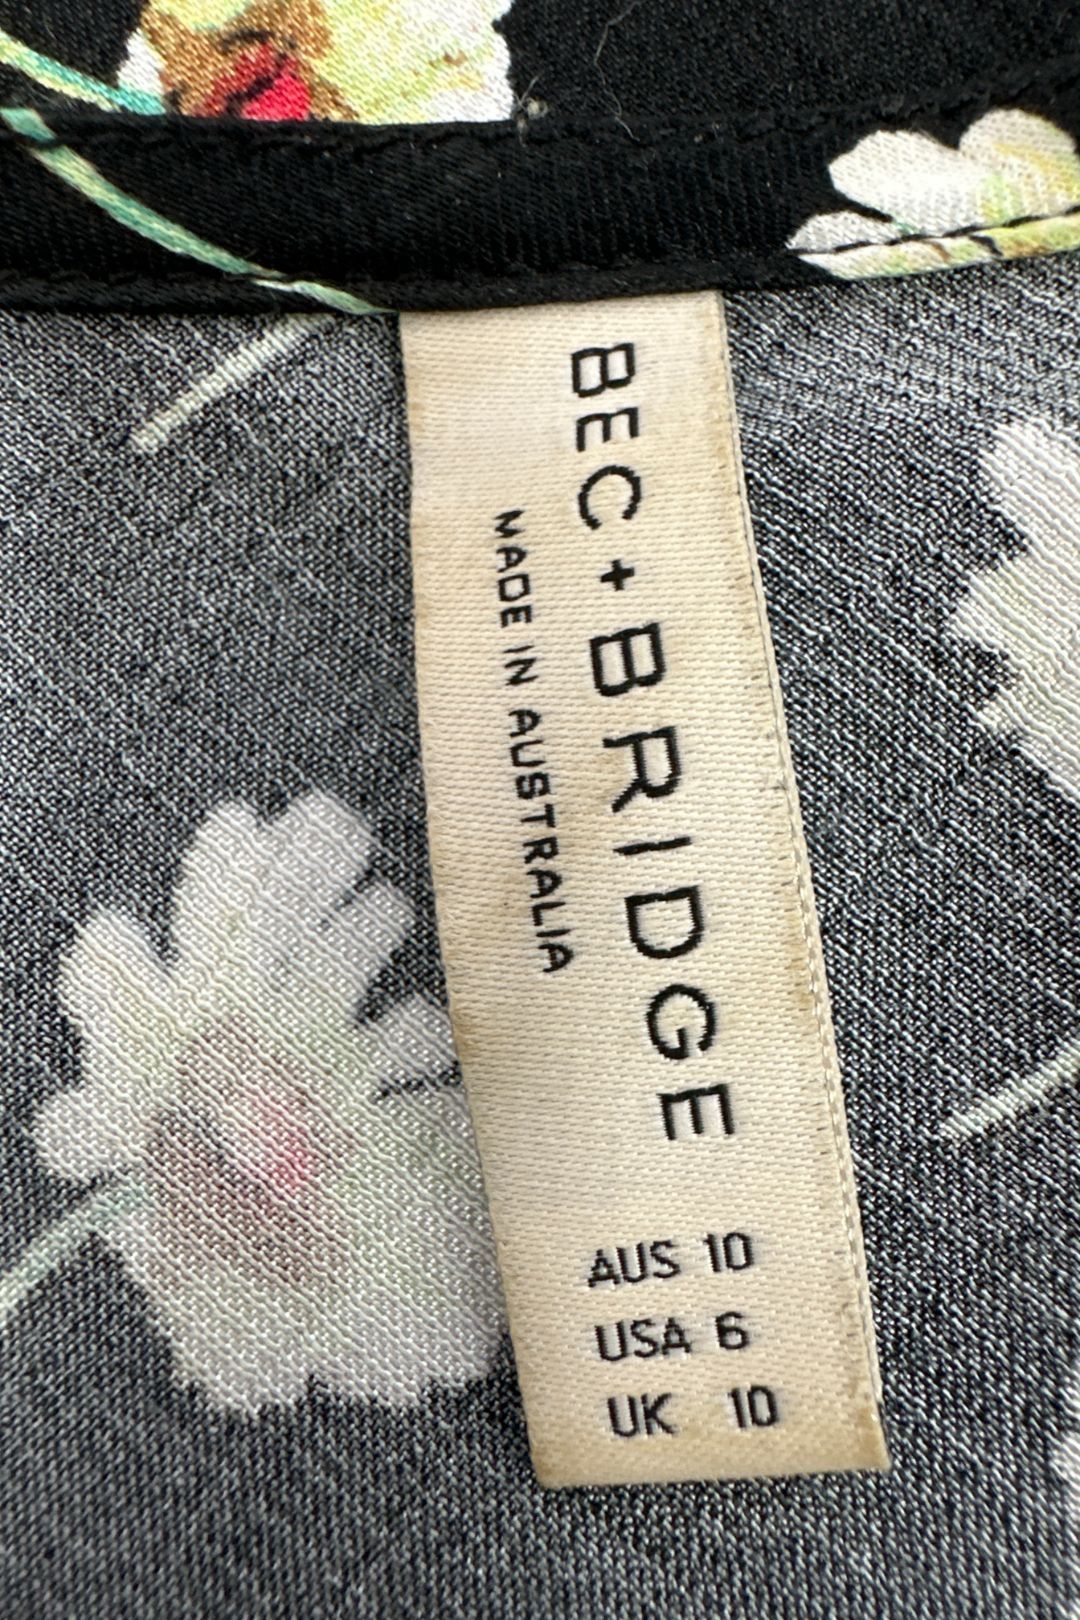 BEC+BRIDGE
MADE IN AUSTRALIA
AUS 10
USA 6
UK 10